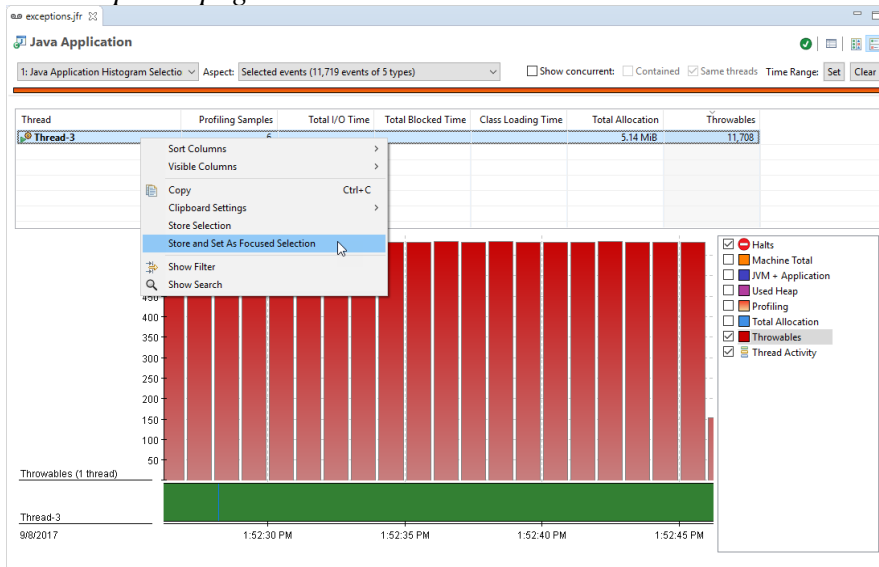 exceptions.jfr
Java Application
1: Java Application Histogram Selectio Aspect: Selected events (11,719 events of 5 types) Show concurrent: Contained Same threads Time Range: Set Clear
Thread Profiling Samples Total I/O Time Total Blocked Time Class Loading Time Total Allocation Throwables
Thread-3 6 5.14 MiB 11,708
Sort Columns
Visible Columns
Copy Ctrl+C
Clipboard Settings
Store Selection
Store and Set As Focused Selection
Show Filter
Show Search
Halts
Machine Total
JVM + Application
Used Heap
Profiling
Total Allocation
Throwables
Thread Activity
450
400
350
300
250
200
150
100
50
Throwables (1 thread)
Thread-3
9/8/2017 1:52:30 PM 1:52:35 PM 1:52:40 PM 1:52:45 PM